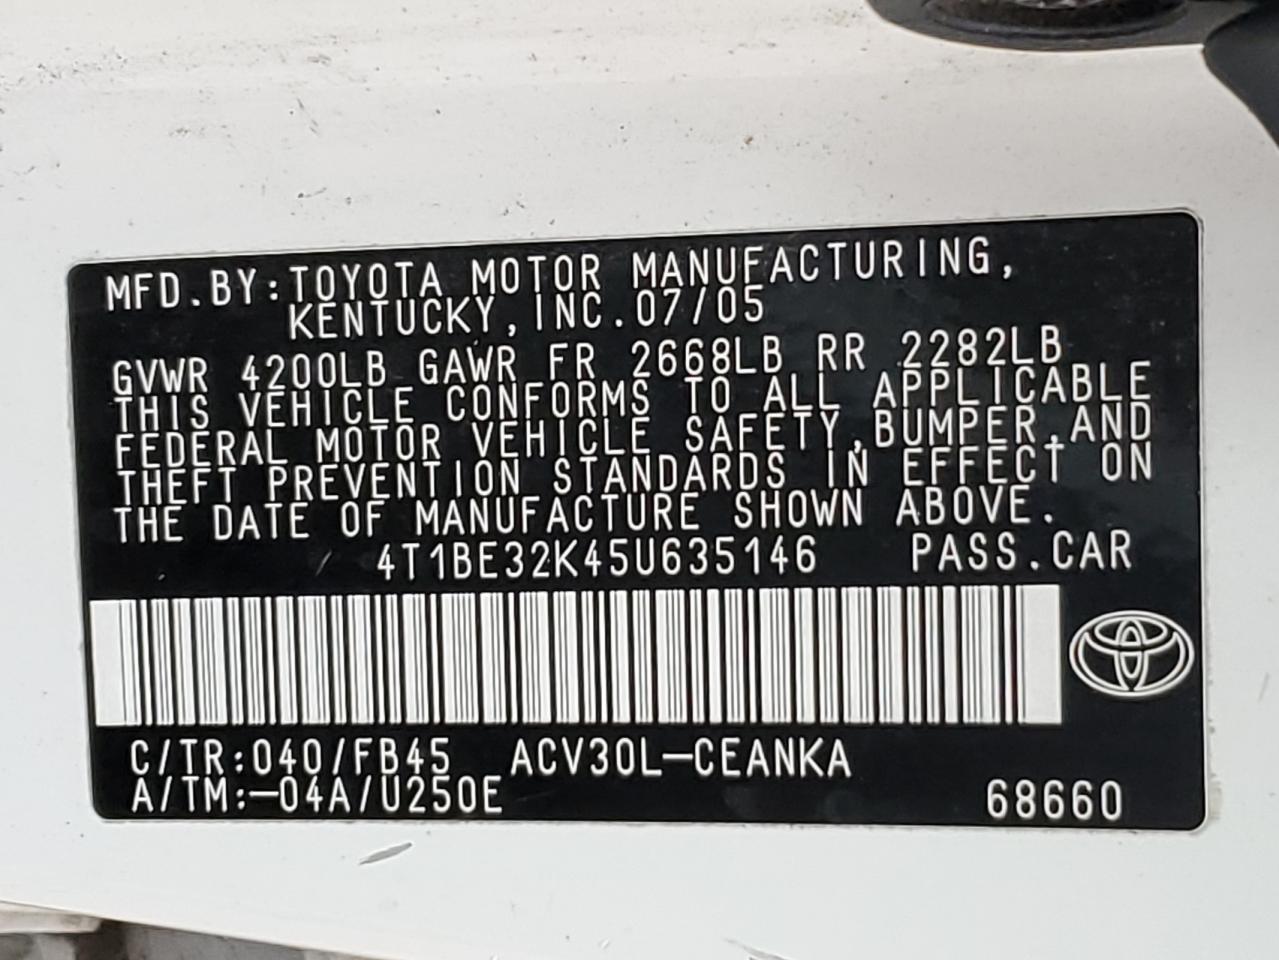 MFD.BY:TOYOTA MOTOR MANUFACTURING,
KENTUCKY, INC.07/05
GVWR 4200LB GAWR FR 2668LB RR 2282LB
THIS VEHICLE CONFORMS TO ALL APPLICABLE
FEDERAL MOTOR VEHICLE SAFETY,BUMPER,AND
THEFT PREVENTION STANDARDS IN EFFECT ON
THE DATE OF MANUFACTURE SHOWN ABOVE.
4T1BE32K45U635146 PASS.CAR
C/TR:040/FB45 ACV30L-CEANKA
A/TM:-04A/U250E 68660